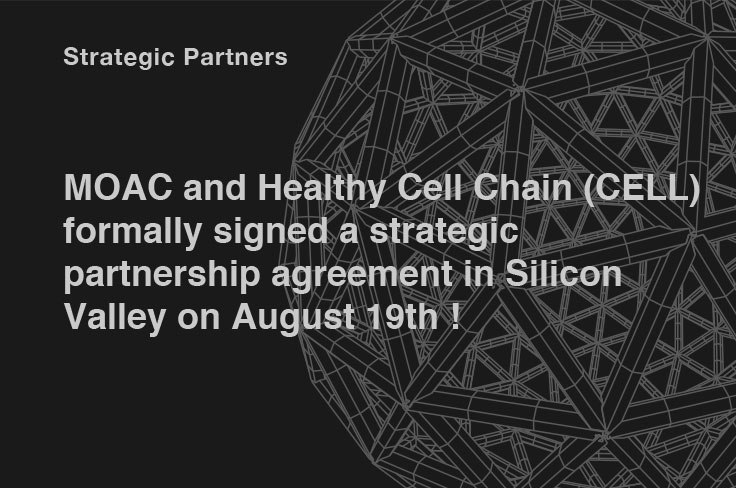 Strategic Partners
MOAC and Healthy Cell Chain (CELL)
formally signed a strategic
partnership agreement in Silicon
Valley on August 19th !